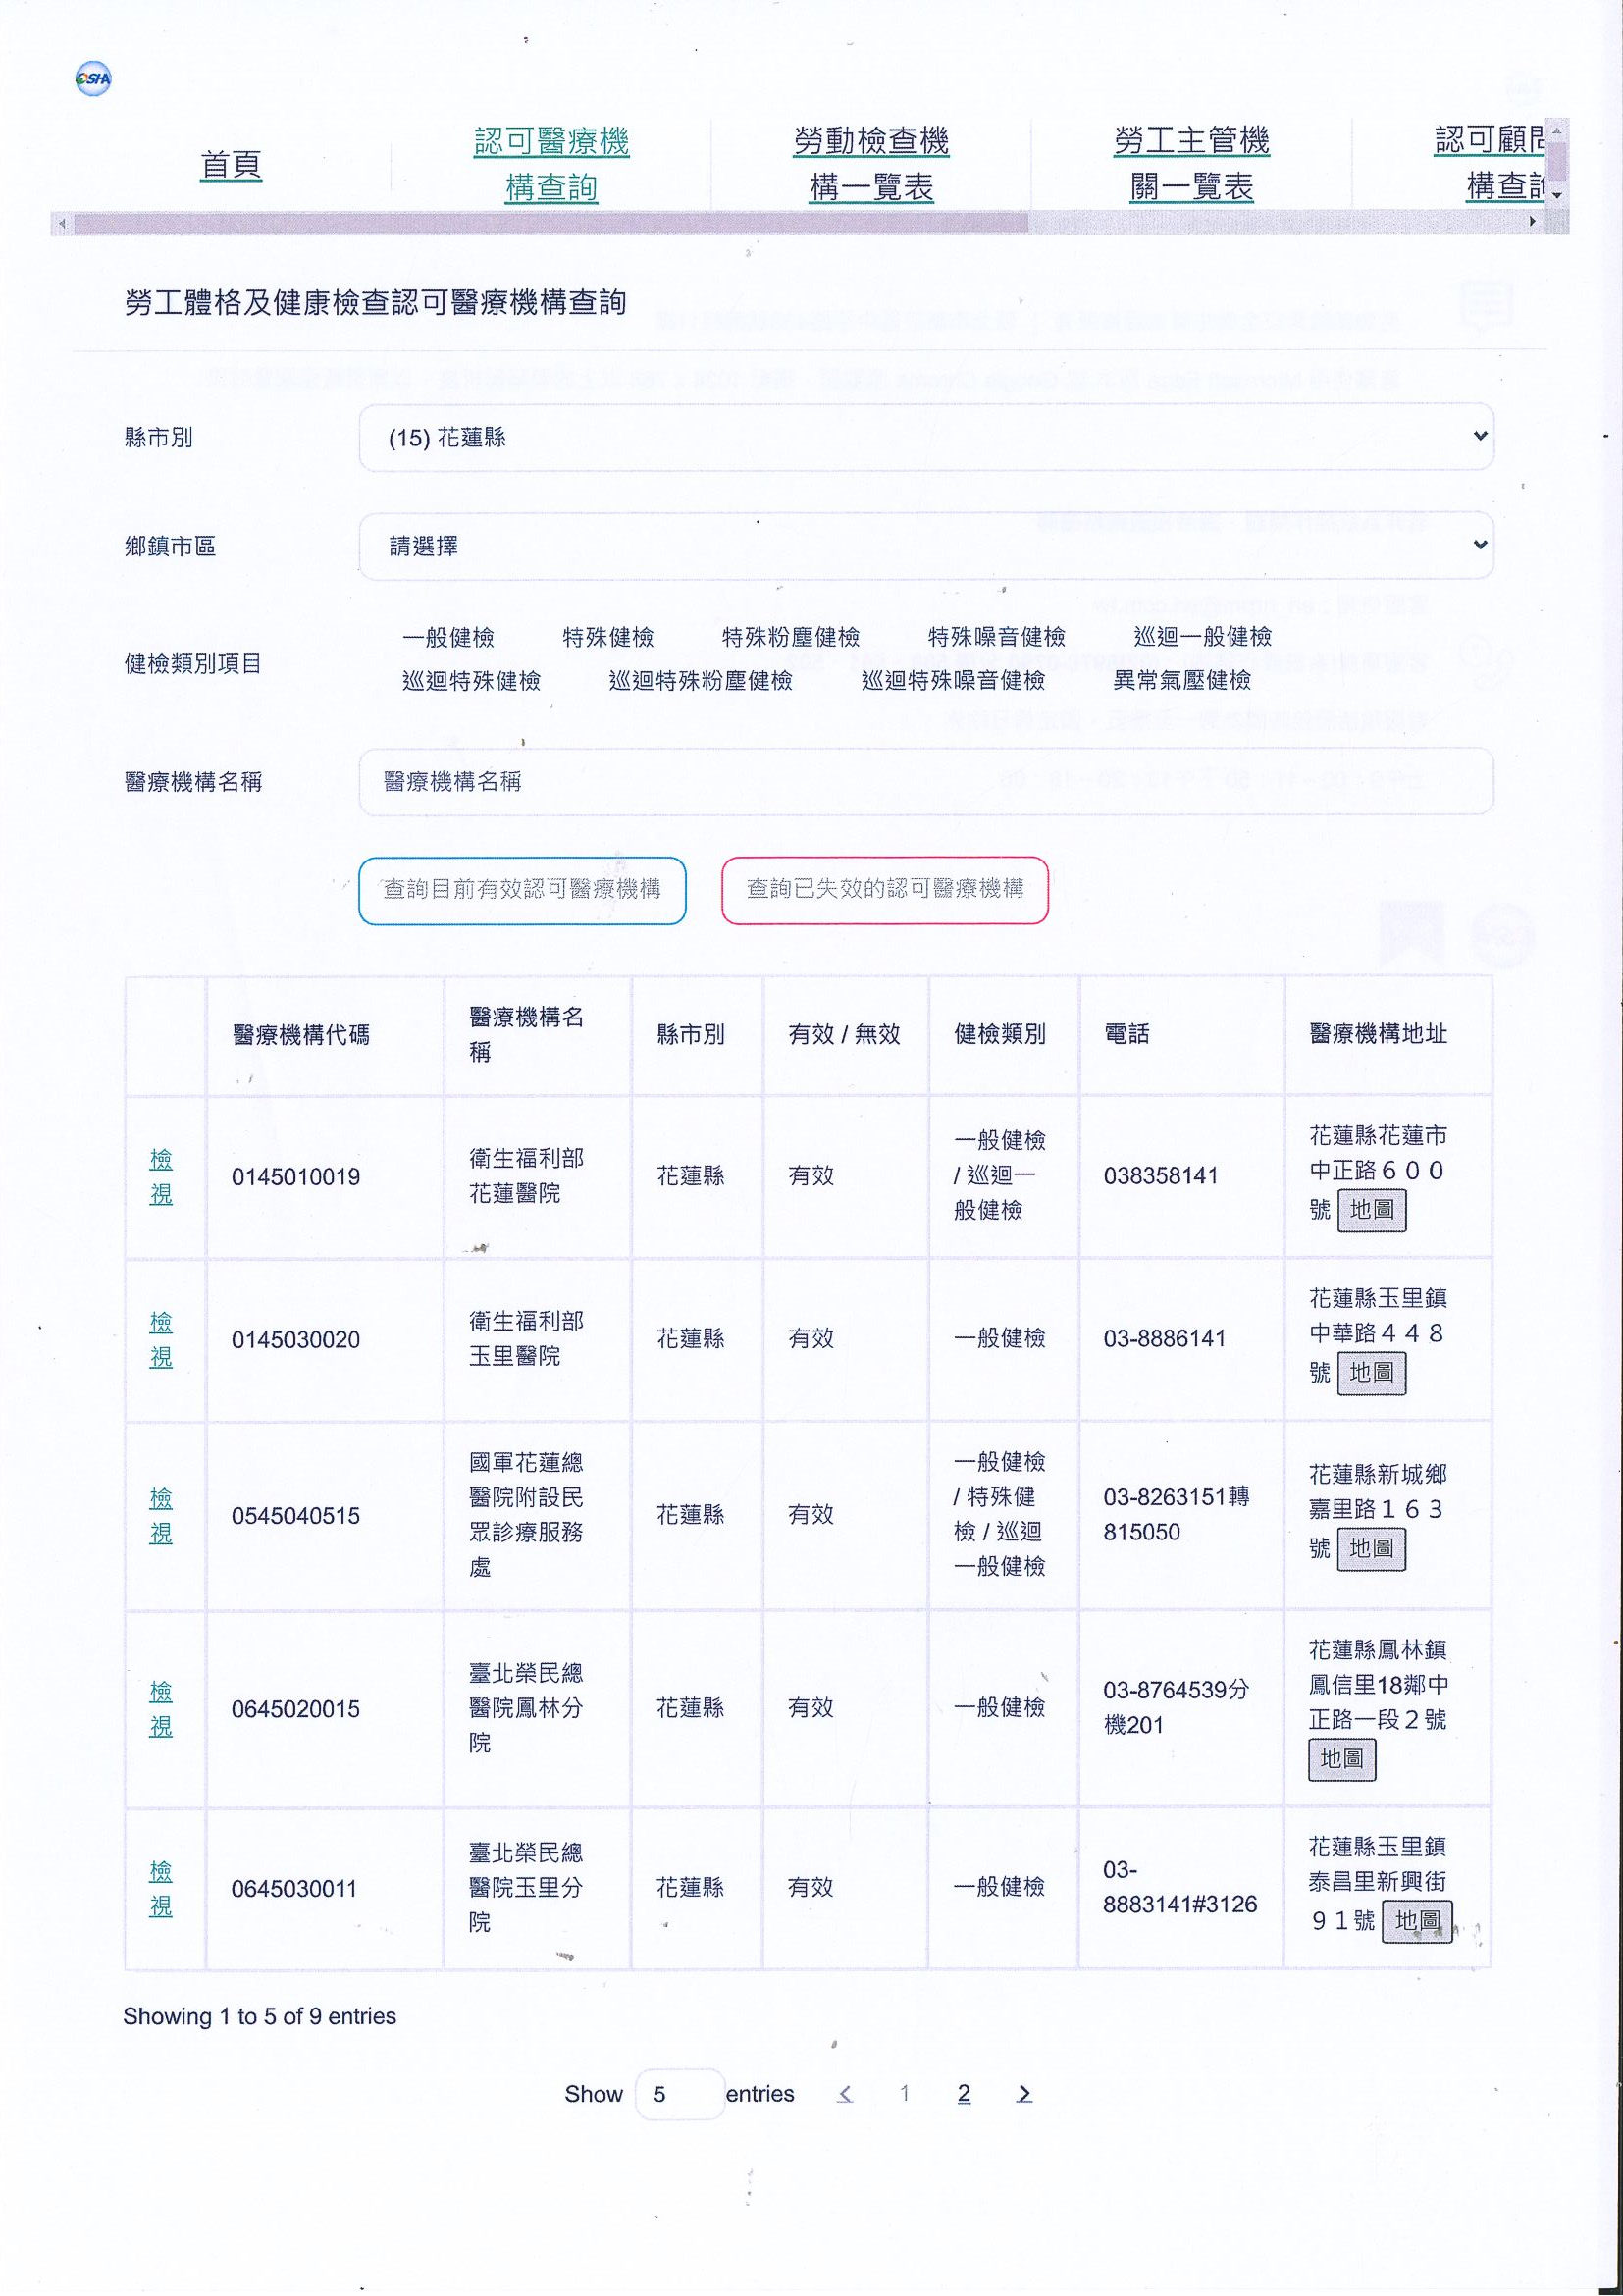 OSHA
首頁
認可醫療機
構查詢
勞動檢查機
構一覽表
勞工主管機
關一覽表
認可顧問
構查詢
勞工體格及健康檢查認可醫療機構查詢
縣市別
(15) 花蓮縣
鄉鎮市區
請選擇
健檢類別項目
一般健檢 特殊健檢 特殊粉塵健檢 特殊噪音健檢 巡迴一般健檢
巡迴特殊健檢 巡迴特殊粉塵健檢 巡迴特殊噪音健檢 異常氣壓健檢
醫療機構名稱
醫療機構名稱
查詢目前有效認可醫療機構 查詢已失效的認可醫療機構
醫療機構代碼
醫療機構名
稱
縣市別
有效 / 無效
健檢類別
電話
醫療機構地址
檢
視
0145010019
衛生福利部
花蓮醫院
花蓮縣
有效
一般健檢
/ 巡迴一
般健檢
038358141
花蓮縣花蓮市
中正路６００
號 地圖
檢
視
0145030020
衛生福利部
玉里醫院
花蓮縣
有效
一般健檢
03-8886141
花蓮縣玉里鎮
中華路４４８
號 地圖
檢
視
0545040515
國軍花蓮總
醫院附設民
眾診療服務
處
花蓮縣
有效
一般健檢
/ 特殊健
檢 / 巡迴
一般健檢
03-8263151轉
815050
花蓮縣新城鄉
嘉里路１６３
號 地圖
檢
視
0645020015
臺北榮民總
醫院鳳林分
院
花蓮縣
有效
一般健檢
03-8764539分
機201
花蓮縣鳳林鎮
鳳信里18鄰中
正路一段２號
地圖
檢
視
0645030011
臺北榮民總
醫院玉里分
院
花蓮縣
有效
一般健檢
03-
8883141#3126
花蓮縣玉里鎮
泰昌里新興街
９１號 地圖
Showing 1 to 5 of 9 entries
Show 5 entries 1 2